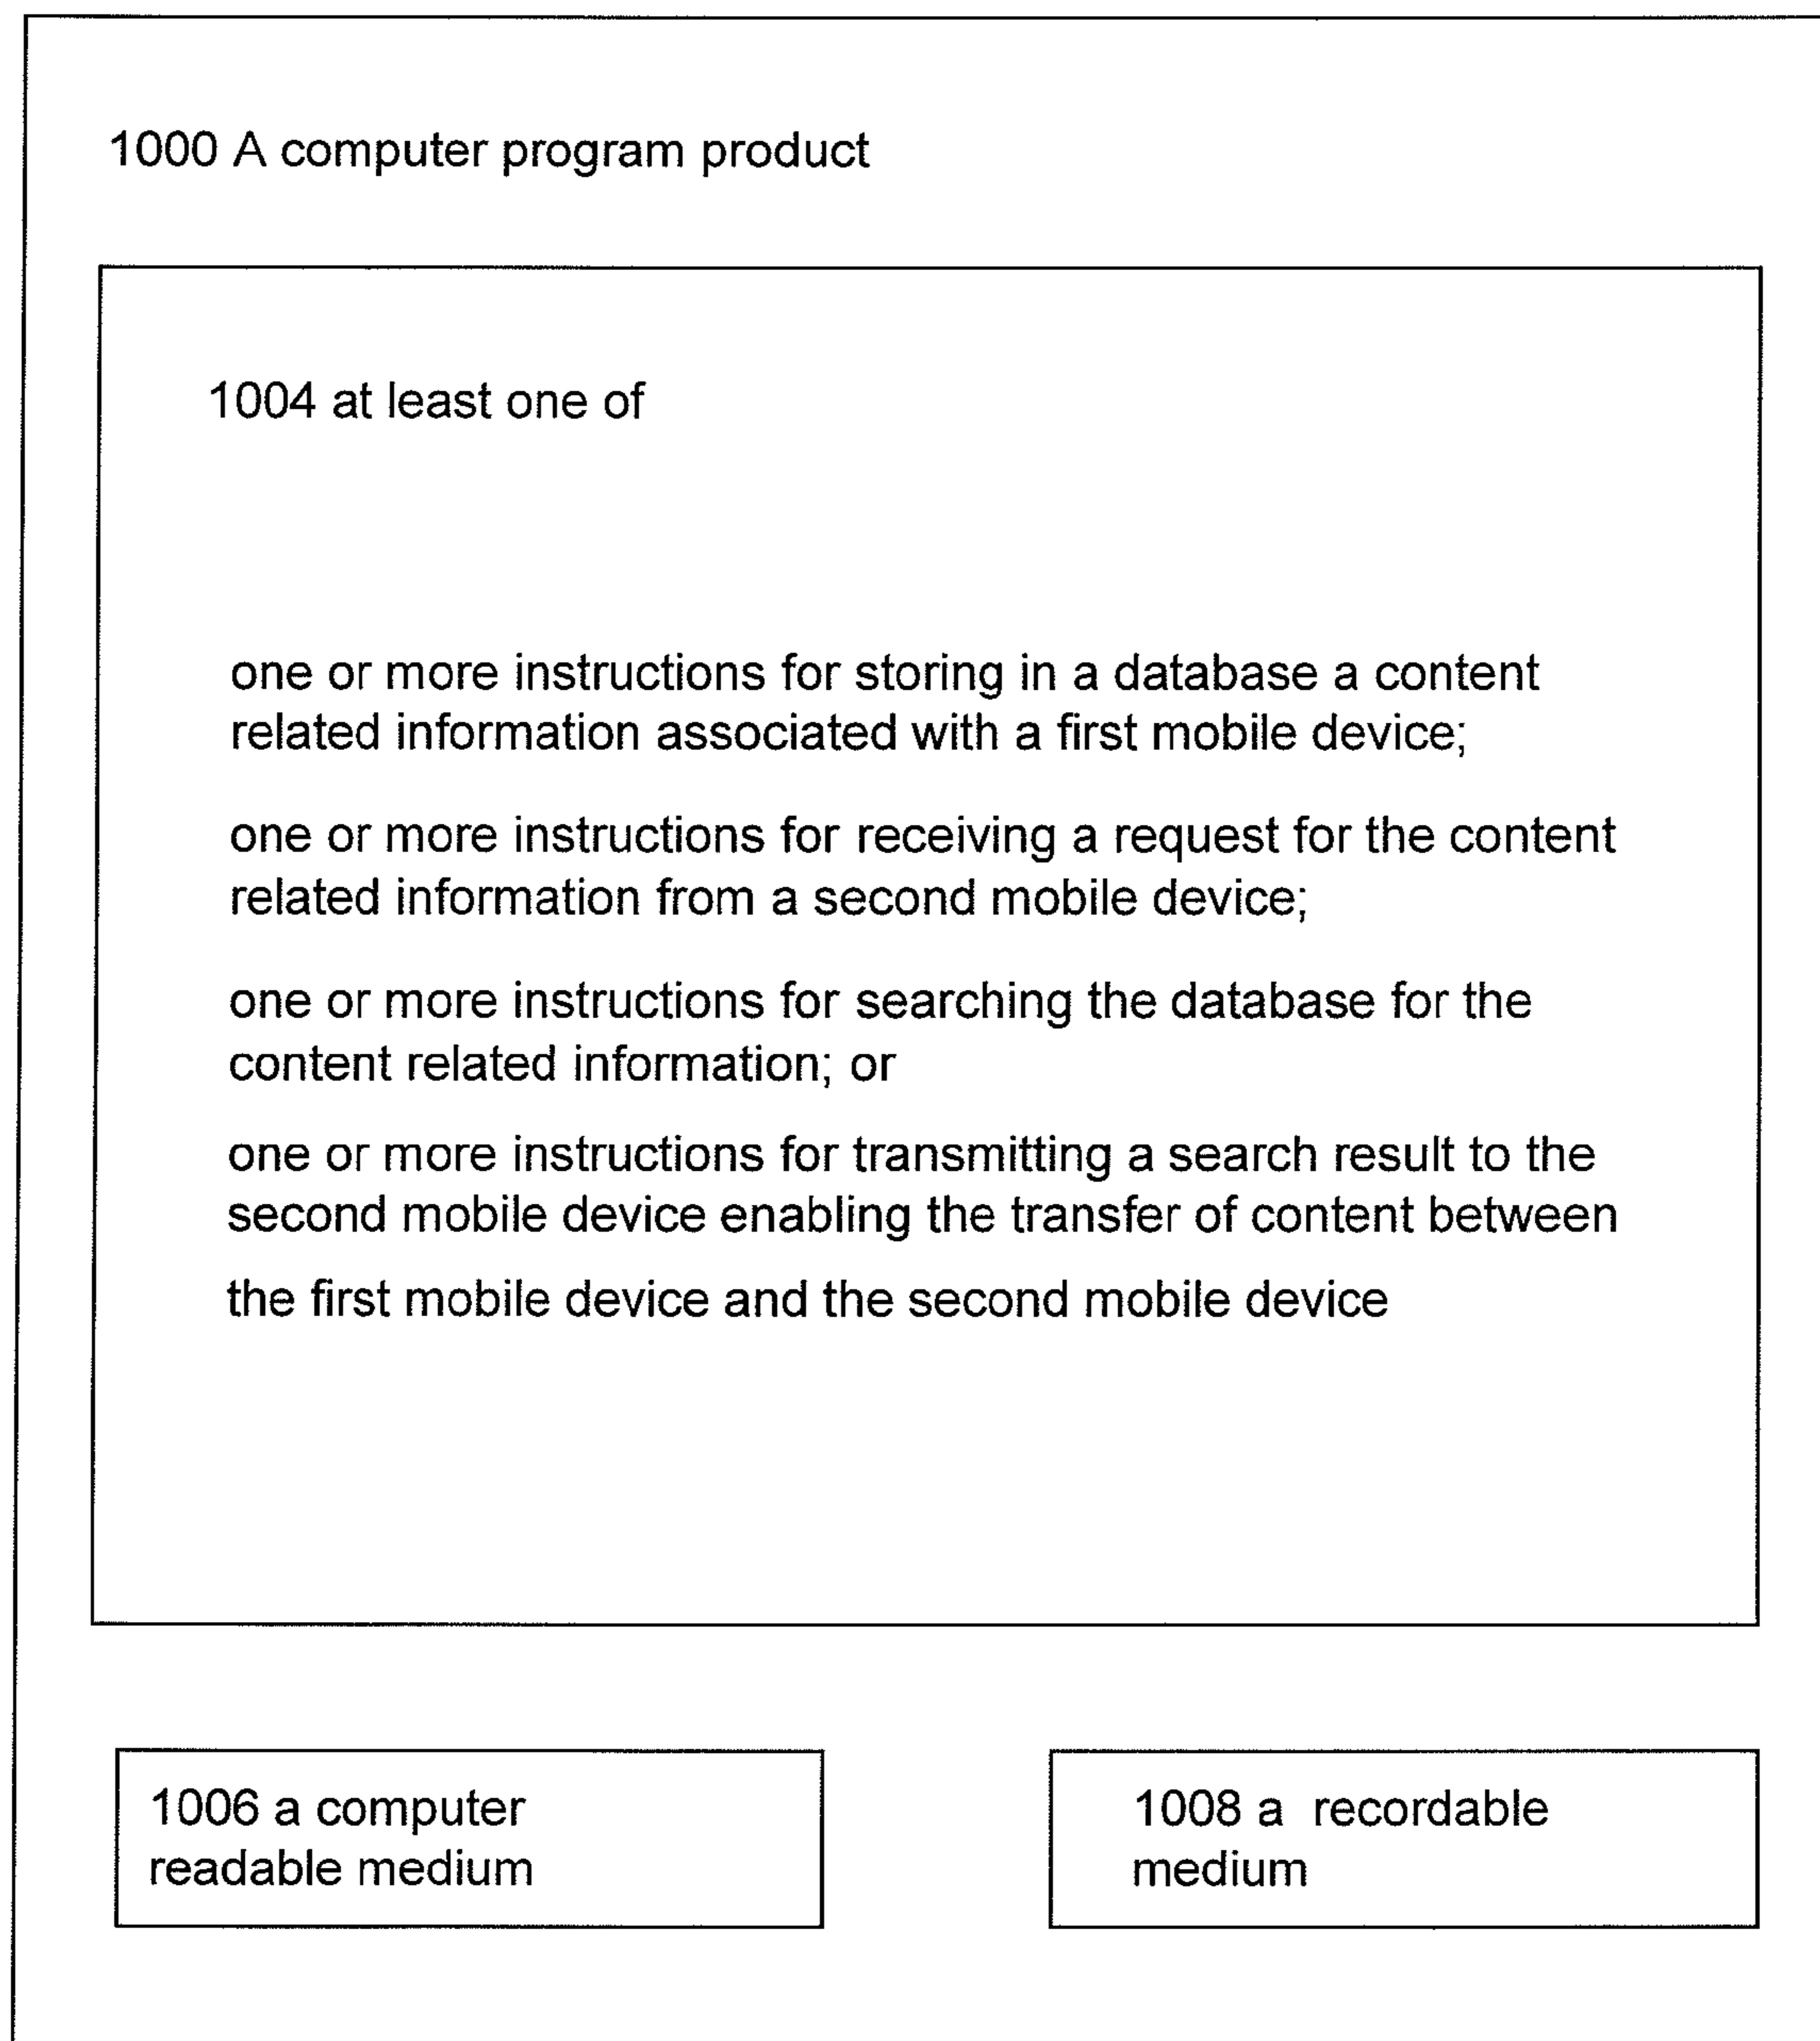 1000 A computer program product
1004 at least one of
one or more instructions for storing in a database a content
related information associated with a first mobile device;
one or more instructions for receiving a request for the content
related information from a second mobile device;
one or more instructions for searching the database for the
content related information; or
one or more instructions for transmitting a search result to the
second mobile device enabling the transfer of content between
the first mobile device and the second mobile device
1006 a computer
readable medium
1008 a recordable
medium